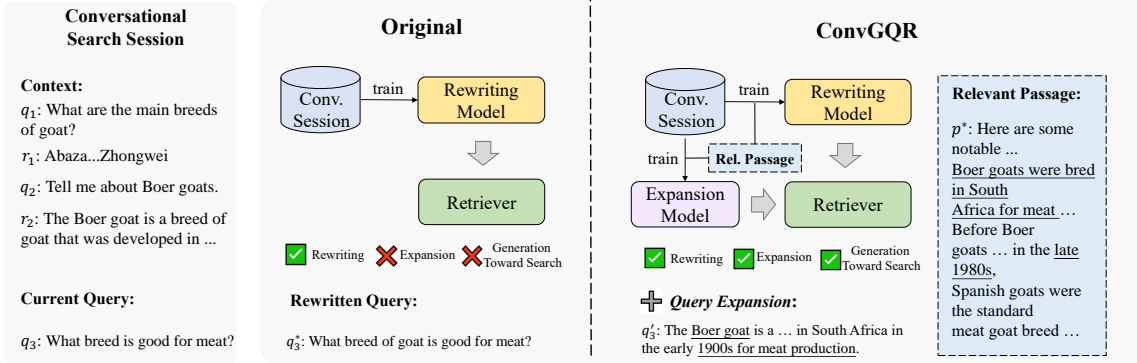 Conversational
Search Session
Context:
q₁: What are the main breeds
of goat?
r₁: Abaza...Zhongwei
q₂: Tell me about Boer goats.
r₂: The Boer goat is a breed of
goat that was developed in ...
Current Query:
q₃: What breed is good for meat?
Original
Conv.
Session
train
Rewriting
Model
Retriever
Rewriting
Expansion
Generation
Toward Search
Rewritten Query:
q₃*: What breed of goat is good for meat?
ConvGQR
Conv.
Session
train
Rewriting
Model
train
Rel. Passage
Expansion
Model
Retriever
Rewriting
Expansion
Generation
Toward Search
Query Expansion:
q₃′: The Boer goat is a … in South Africa in
the early 1900s for meat production.
Relevant Passage:
p*: Here are some
notable ...
Boer goats were bred
in South
Africa for meat …
Before Boer
goats … in the late
1980s,
Spanish goats were
the standard
meat goat breed …